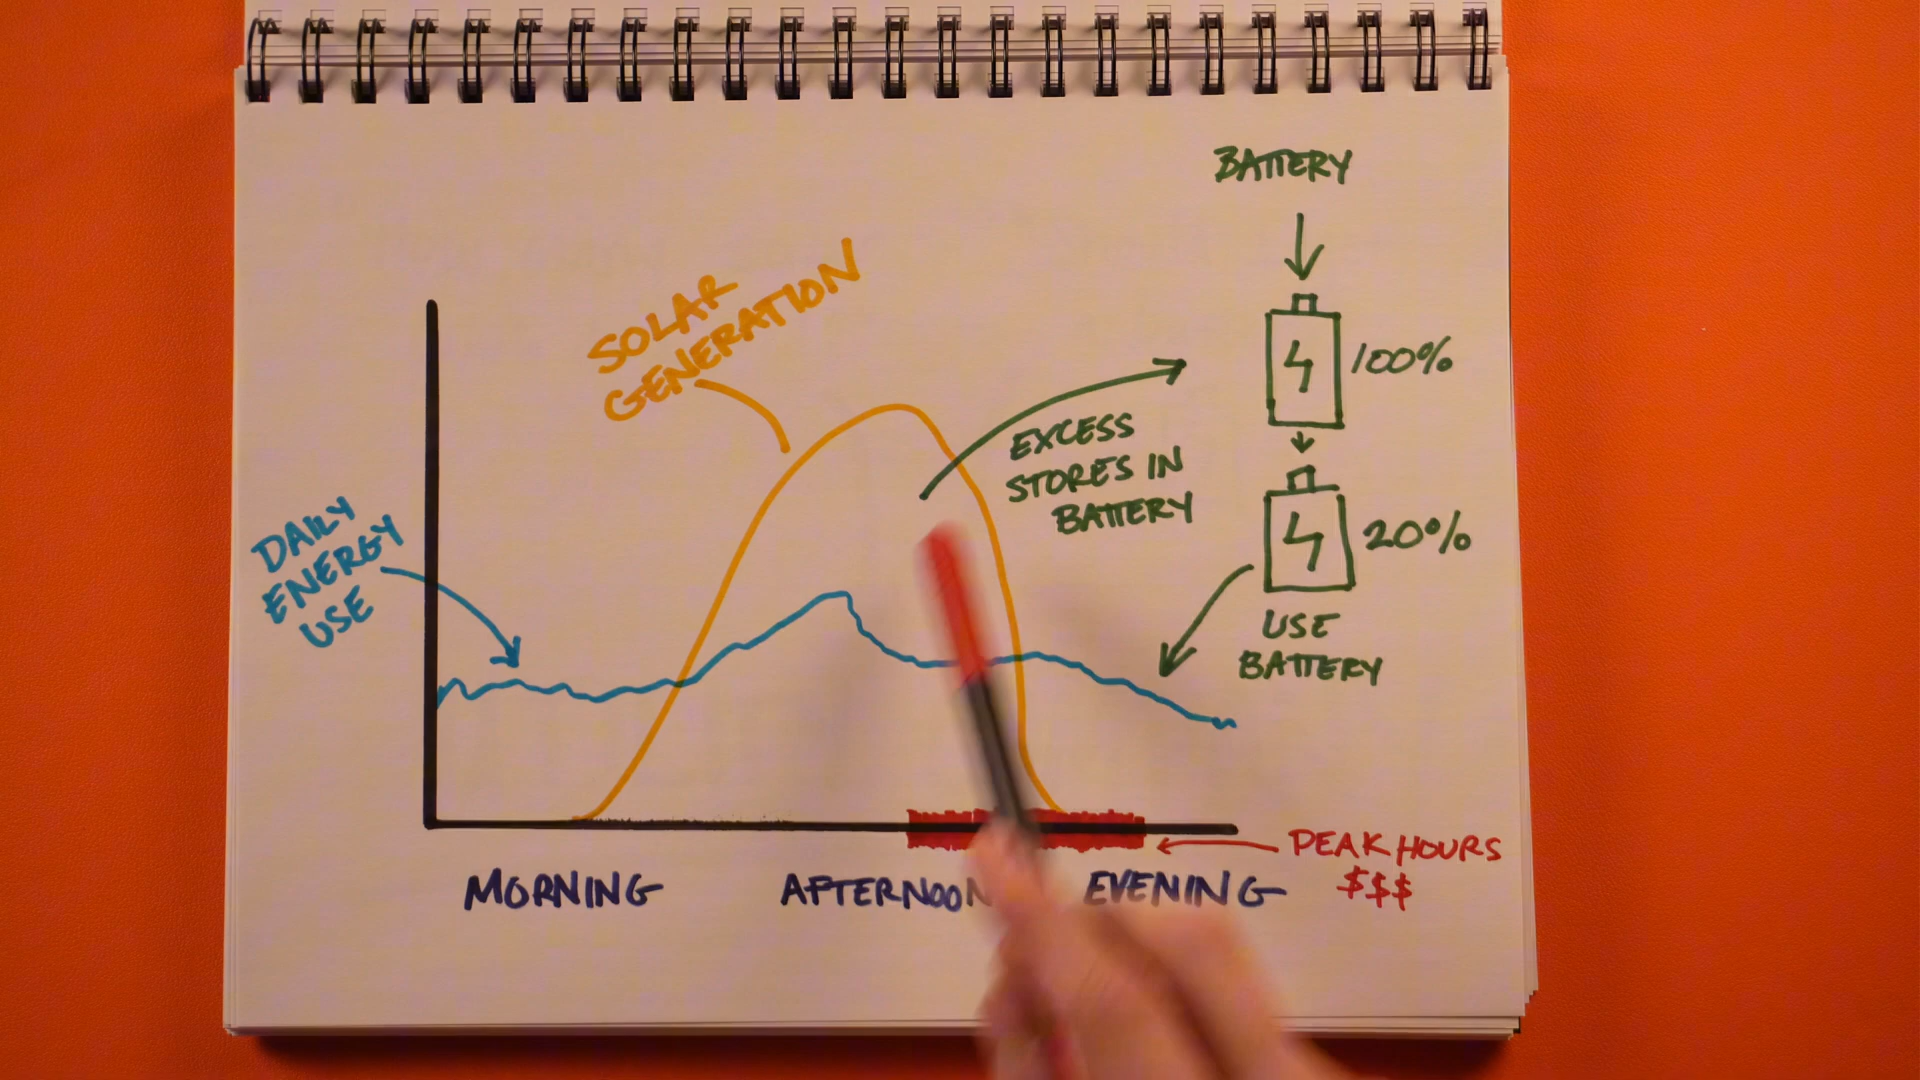 BATTERY
SOLAR
GENERATION
100%
EXCESS
STORES IN
BATTERY
20%
DAILY
ENERGY
USE
USE
BATTERY
PEAK HOURS
$$$
MORNING
AFTERNOON
EVENING